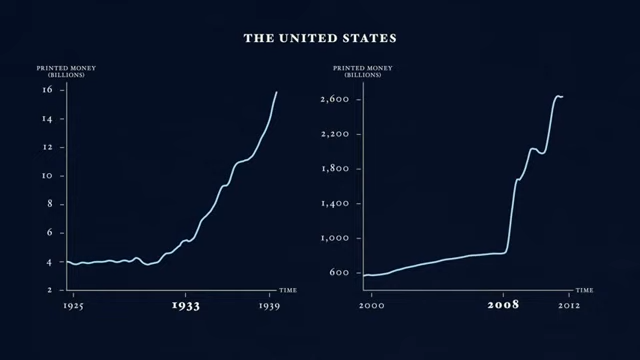 THE UNITED STATES
PRINTED MONEY
(BILLIONS)
16
14
12
10
8
6
4
2
1925
1933
1939
TIME
PRINTED MONEY
(BILLIONS)
2,600
2,200
1,800
1,400
1,000
600
2000
2008
2012
TIME